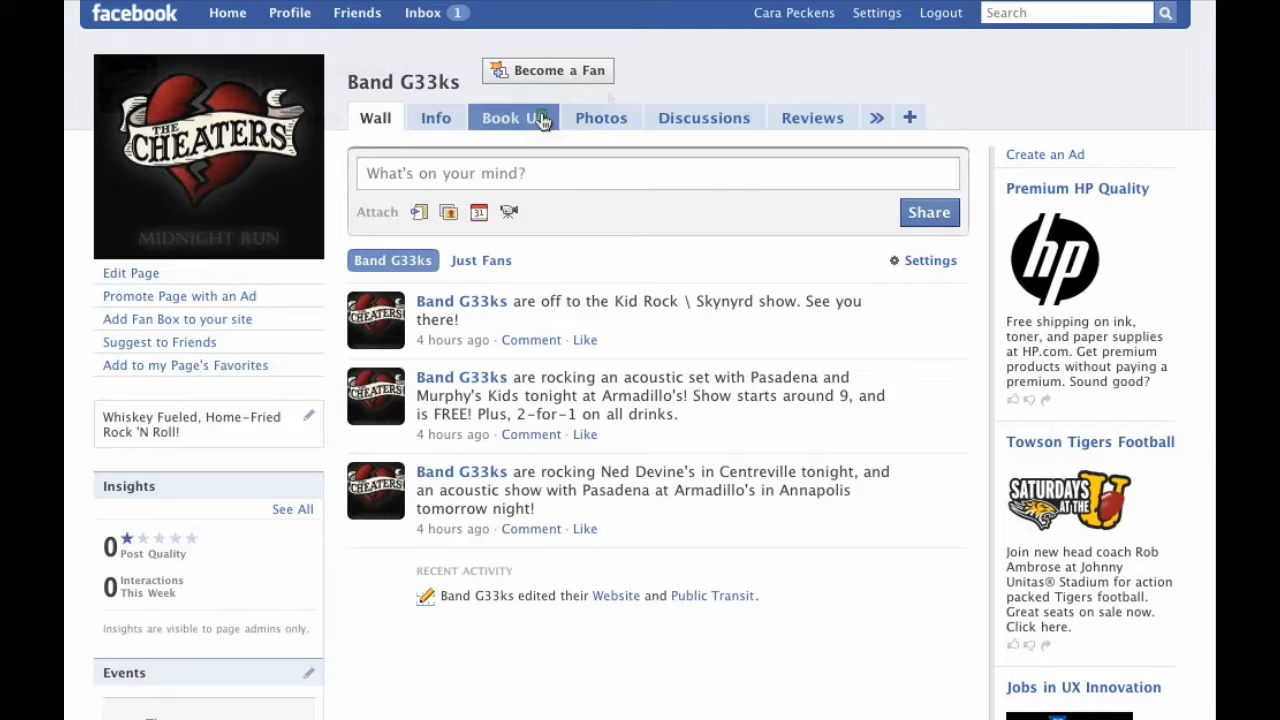 facebook Home Profile Friends Inbox 1 Cara Peckens Settings Logout Search
Band G33ks Become a Fan
Wall Info Book Photos Discussions Reviews » +
THE
CHEATERS
MIDNIGHT RUN
Edit Page
Promote Page with an Ad
Add Fan Box to your site
Suggest to Friends
Add to my Page's Favorites
Whiskey Fueled, Home-Fried
Rock 'N Roll!
Insights
See All
0 Post Quality
0 Interactions
This Week
Insights are visible to page admins only.
Events
What's on your mind?
Attach 31 Share
Band G33ks Just Fans Settings
CHEATERS
Band G33ks are off to the Kid Rock \ Skynyrd show. See you
there!
4 hours ago · Comment · Like
CHEATERS
Band G33ks are rocking an acoustic set with Pasadena and
Murphy's Kids tonight at Armadillo's! Show starts around 9, and
is FREE! Plus, 2-for-1 on all drinks.
4 hours ago · Comment · Like
CHEATERS
Band G33ks are rocking Ned Devine's in Centreville tonight, and
an acoustic show with Pasadena at Armadillo's in Annapolis
tomorrow night!
4 hours ago · Comment · Like
RECENT ACTIVITY
Band G33ks edited their Website and Public Transit.
Create an Ad
Premium HP Quality
hp
Free shipping on ink,
toner, and paper supplies
at HP.com. Get premium
products without paying a
premium. Sound good?
Towson Tigers Football
SATURDAYS
AT THE U
Join new head coach Rob
Ambrose at Johnny
Unitas® Stadium for action
packed Tigers football.
Great seats on sale now.
Click here.
Jobs in UX Innovation